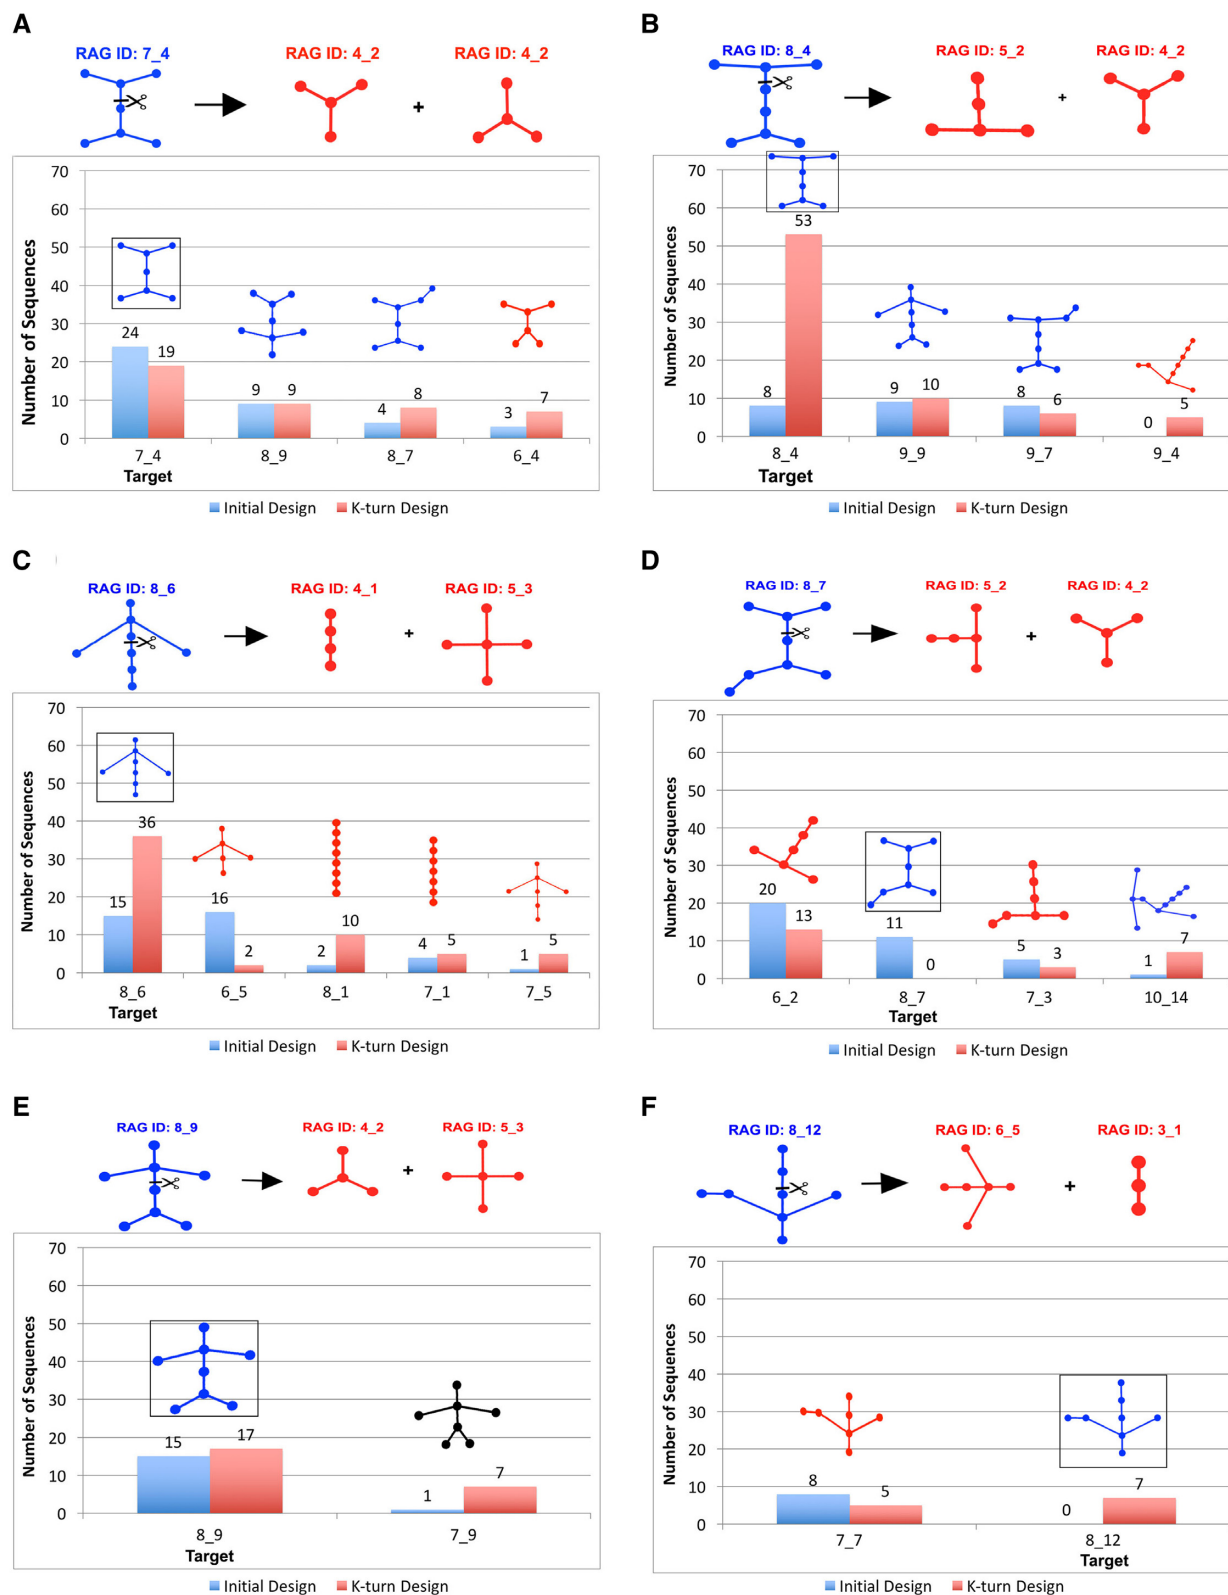 A
RAG ID: 7_4 RAG ID: 4_2 RAG ID: 4_2
+
Number of Sequences
70
60
50
40
30
20
10
0
24 19 9 9 4 8 3 7
7_4 8_9 8_7 6_4
Target
Initial Design K-turn Design
B
RAG ID: 8_4 RAG ID: 5_2 RAG ID: 4_2
+
Number of Sequences
70
60
50
40
30
20
10
0
8 53 9 10 8 6 0 5
8_4 9_9 9_7 9_4
Target
Initial Design K-turn Design
C
RAG ID: 8_6 RAG ID: 4_1 RAG ID: 5_3
+
Number of Sequences
70
60
50
40
30
20
10
0
15 36 16 2 2 10 4 5 1 5
8_6 6_5 8_1 7_1 7_5
Target
Initial Design K-turn Design
D
RAG ID: 8_7 RAG ID: 5_2 RAG ID: 4_2
+
Number of Sequences
70
60
50
40
30
20
10
0
20 13 11 0 5 3 1 7
6_2 8_7 7_3 10_14
Target
Initial Design K-turn Design
E
RAG ID: 8_9 RAG ID: 4_2 RAG ID: 5_3
+
Number of Sequences
70
60
50
40
30
20
10
0
15 17 1 7
8_9 7_9
Target
Initial Design K-turn Design
F
RAG ID: 8_12 RAG ID: 6_5 RAG ID: 3_1
+
Number of Sequences
70
60
50
40
30
20
10
0
8 5 0 7
7_7 8_12
Target
Initial Design K-turn Design